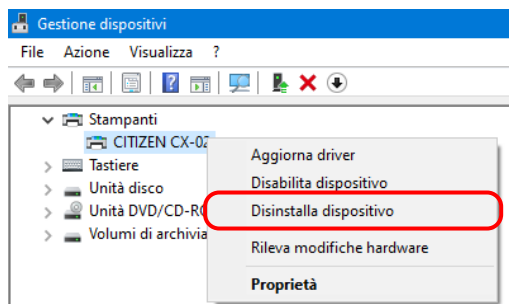 Gestione dispositivi
File Azione Visualizza ?
Stampanti
CITIZEN CX-02
Tastiere
Unità disco
Unità DVD/CD-RO
Volumi di archivia
Aggiorna driver
Disabilita dispositivo
Disinstalla dispositivo
Rileva modifiche hardware
Proprietà